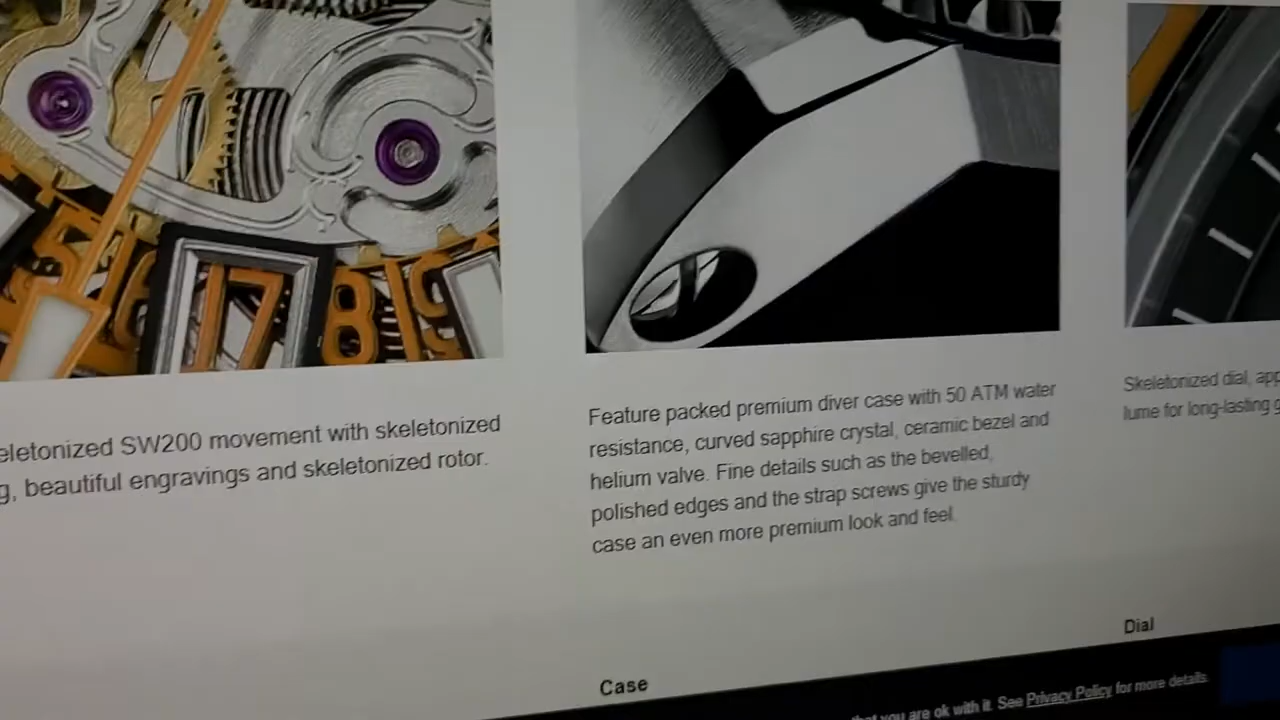 17
8
SW200 movement with skeletonized
beautiful engravings and skeletonized rotor.
Feature packed premium diver case with 50 ATM water
resistance, curved sapphire crystal, ceramic bezel and
helium valve. Fine details such as the bevelled,
polished edges and the strap screws give the sturdy
case an even more premium look and feel.
Skeletonized dial,
lume for long-lasting
Case
Dial
you are ok with it. See Privacy Policy for more details.